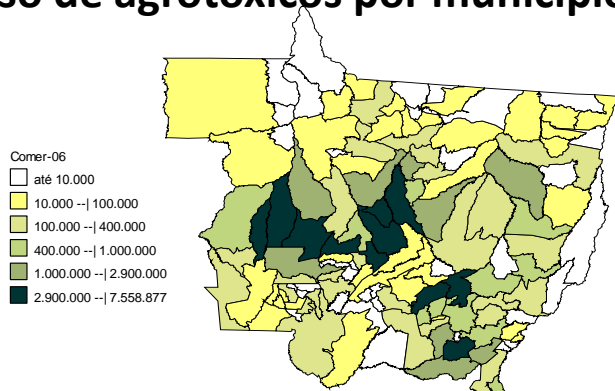 so de agrotóxicos por município
Comer-06
até 10.000
10.000 --| 100.000
100.000 --| 400.000
400.000 --| 1.000.000
1.000.000 --| 2.900.000
2.900.000 --| 7.558.877